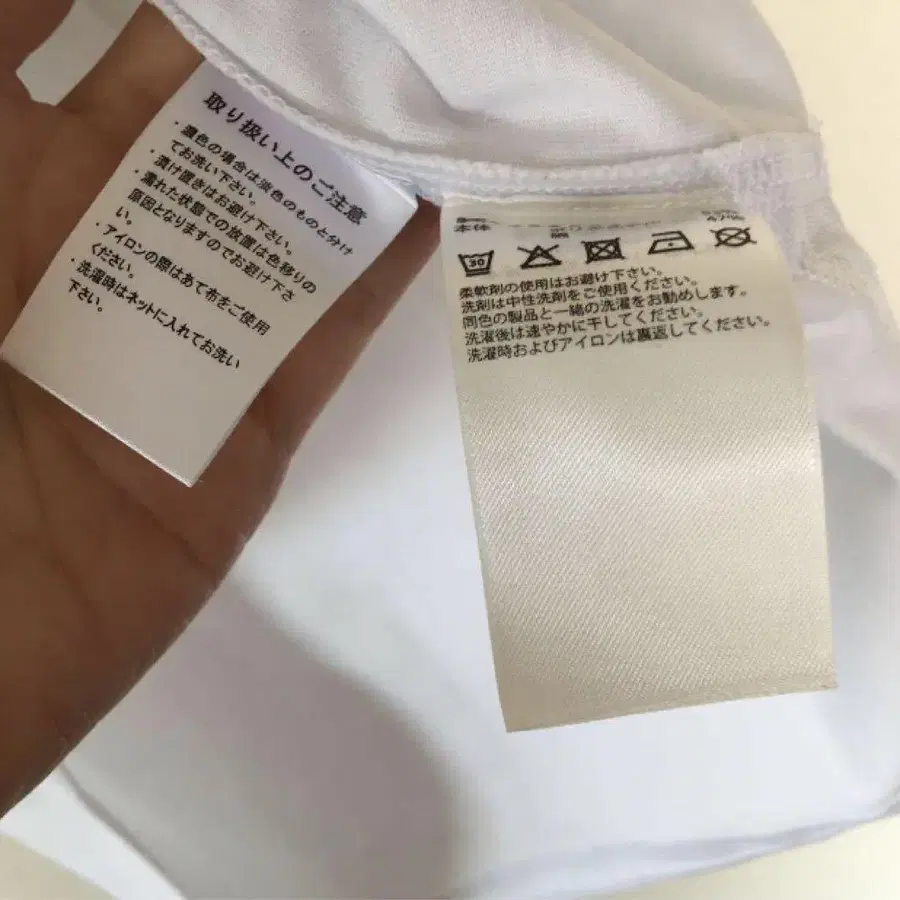 取り扱い上のご注意
・濃色の場合は淡色のものと分け
てお洗い下さい。
・漬け置きはお避け下さい。
・濡れた状態での放置は色移りの
原因となりますのでお避け下さ
い。
・アイロンの際はあて布をご使用
ください。
・洗濯時はネットに入れてお洗い
下さい。
本体
綿
47%
30
柔軟剤の使用はお避け下さい。
洗剤は中性洗剤をご使用ください。
同色の製品と一緒の洗濯をお勧めします。
洗濯後は速やかに干してください。
洗濯時およびアイロンは裏返してください。